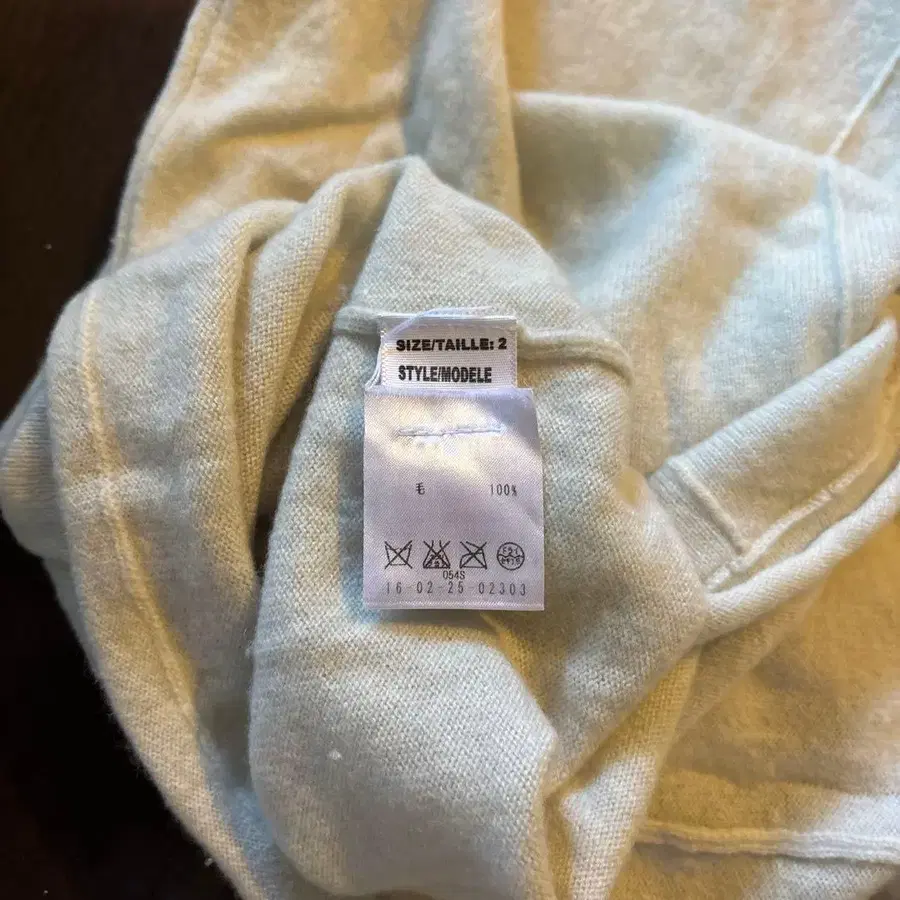 SIZE/TAILLE: 2
STYLE/MODELE
毛 100%
054S
16-02-25-02303